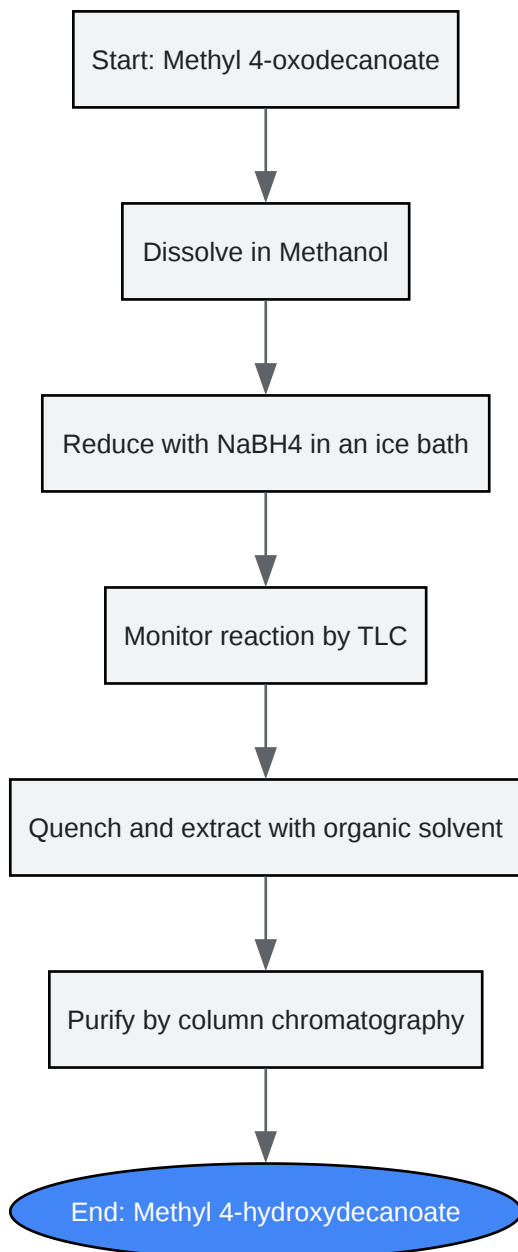 Start: Methyl 4-oxodecanoate
Dissolve in Methanol
Reduce with NaBH4 in an ice bath
Monitor reaction by TLC
Quench and extract with organic solvent
Purify by column chromatography
End: Methyl 4-hydroxydecanoate